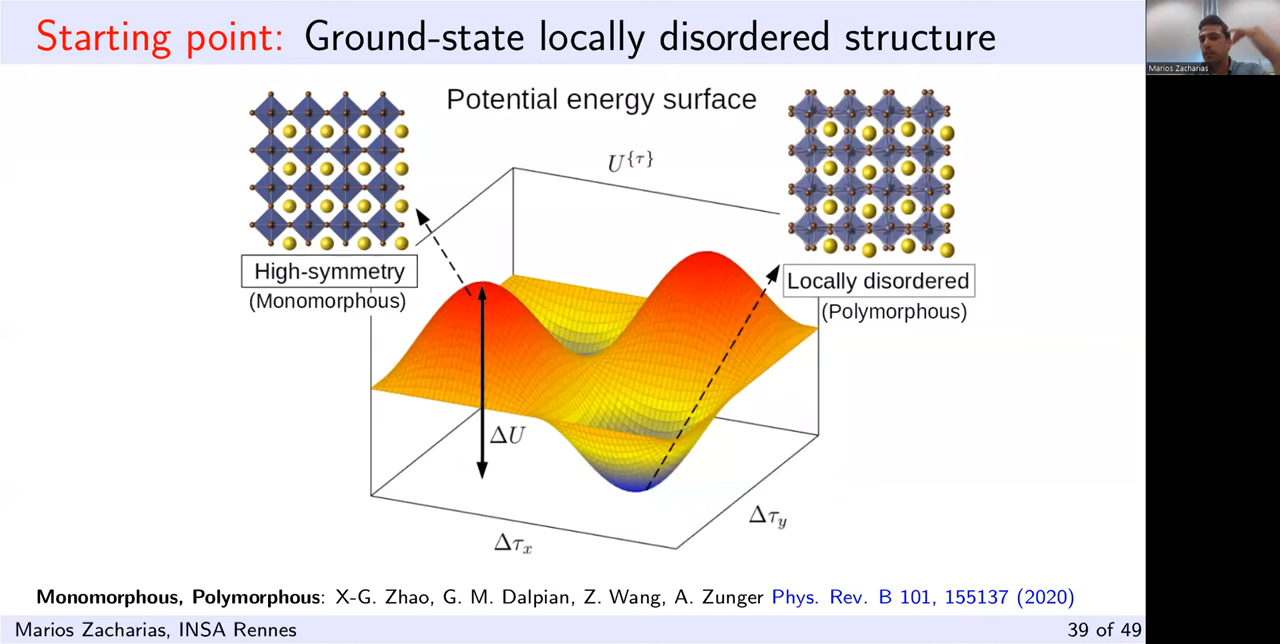 Starting point: Ground-state locally disordered structure
Marios Zacharias
Potential energy surface
U^{τ}
High-symmetry
(Monomorphous)
Locally disordered
(Polymorphous)
ΔU
Δτ_y
Δτ_x
Monomorphous, Polymorphous: X-G. Zhao, G. M. Dalpian, Z. Wang, A. Zunger Phys. Rev. B 101, 155137 (2020)
Marios Zacharias, INSA Rennes
39 of 49